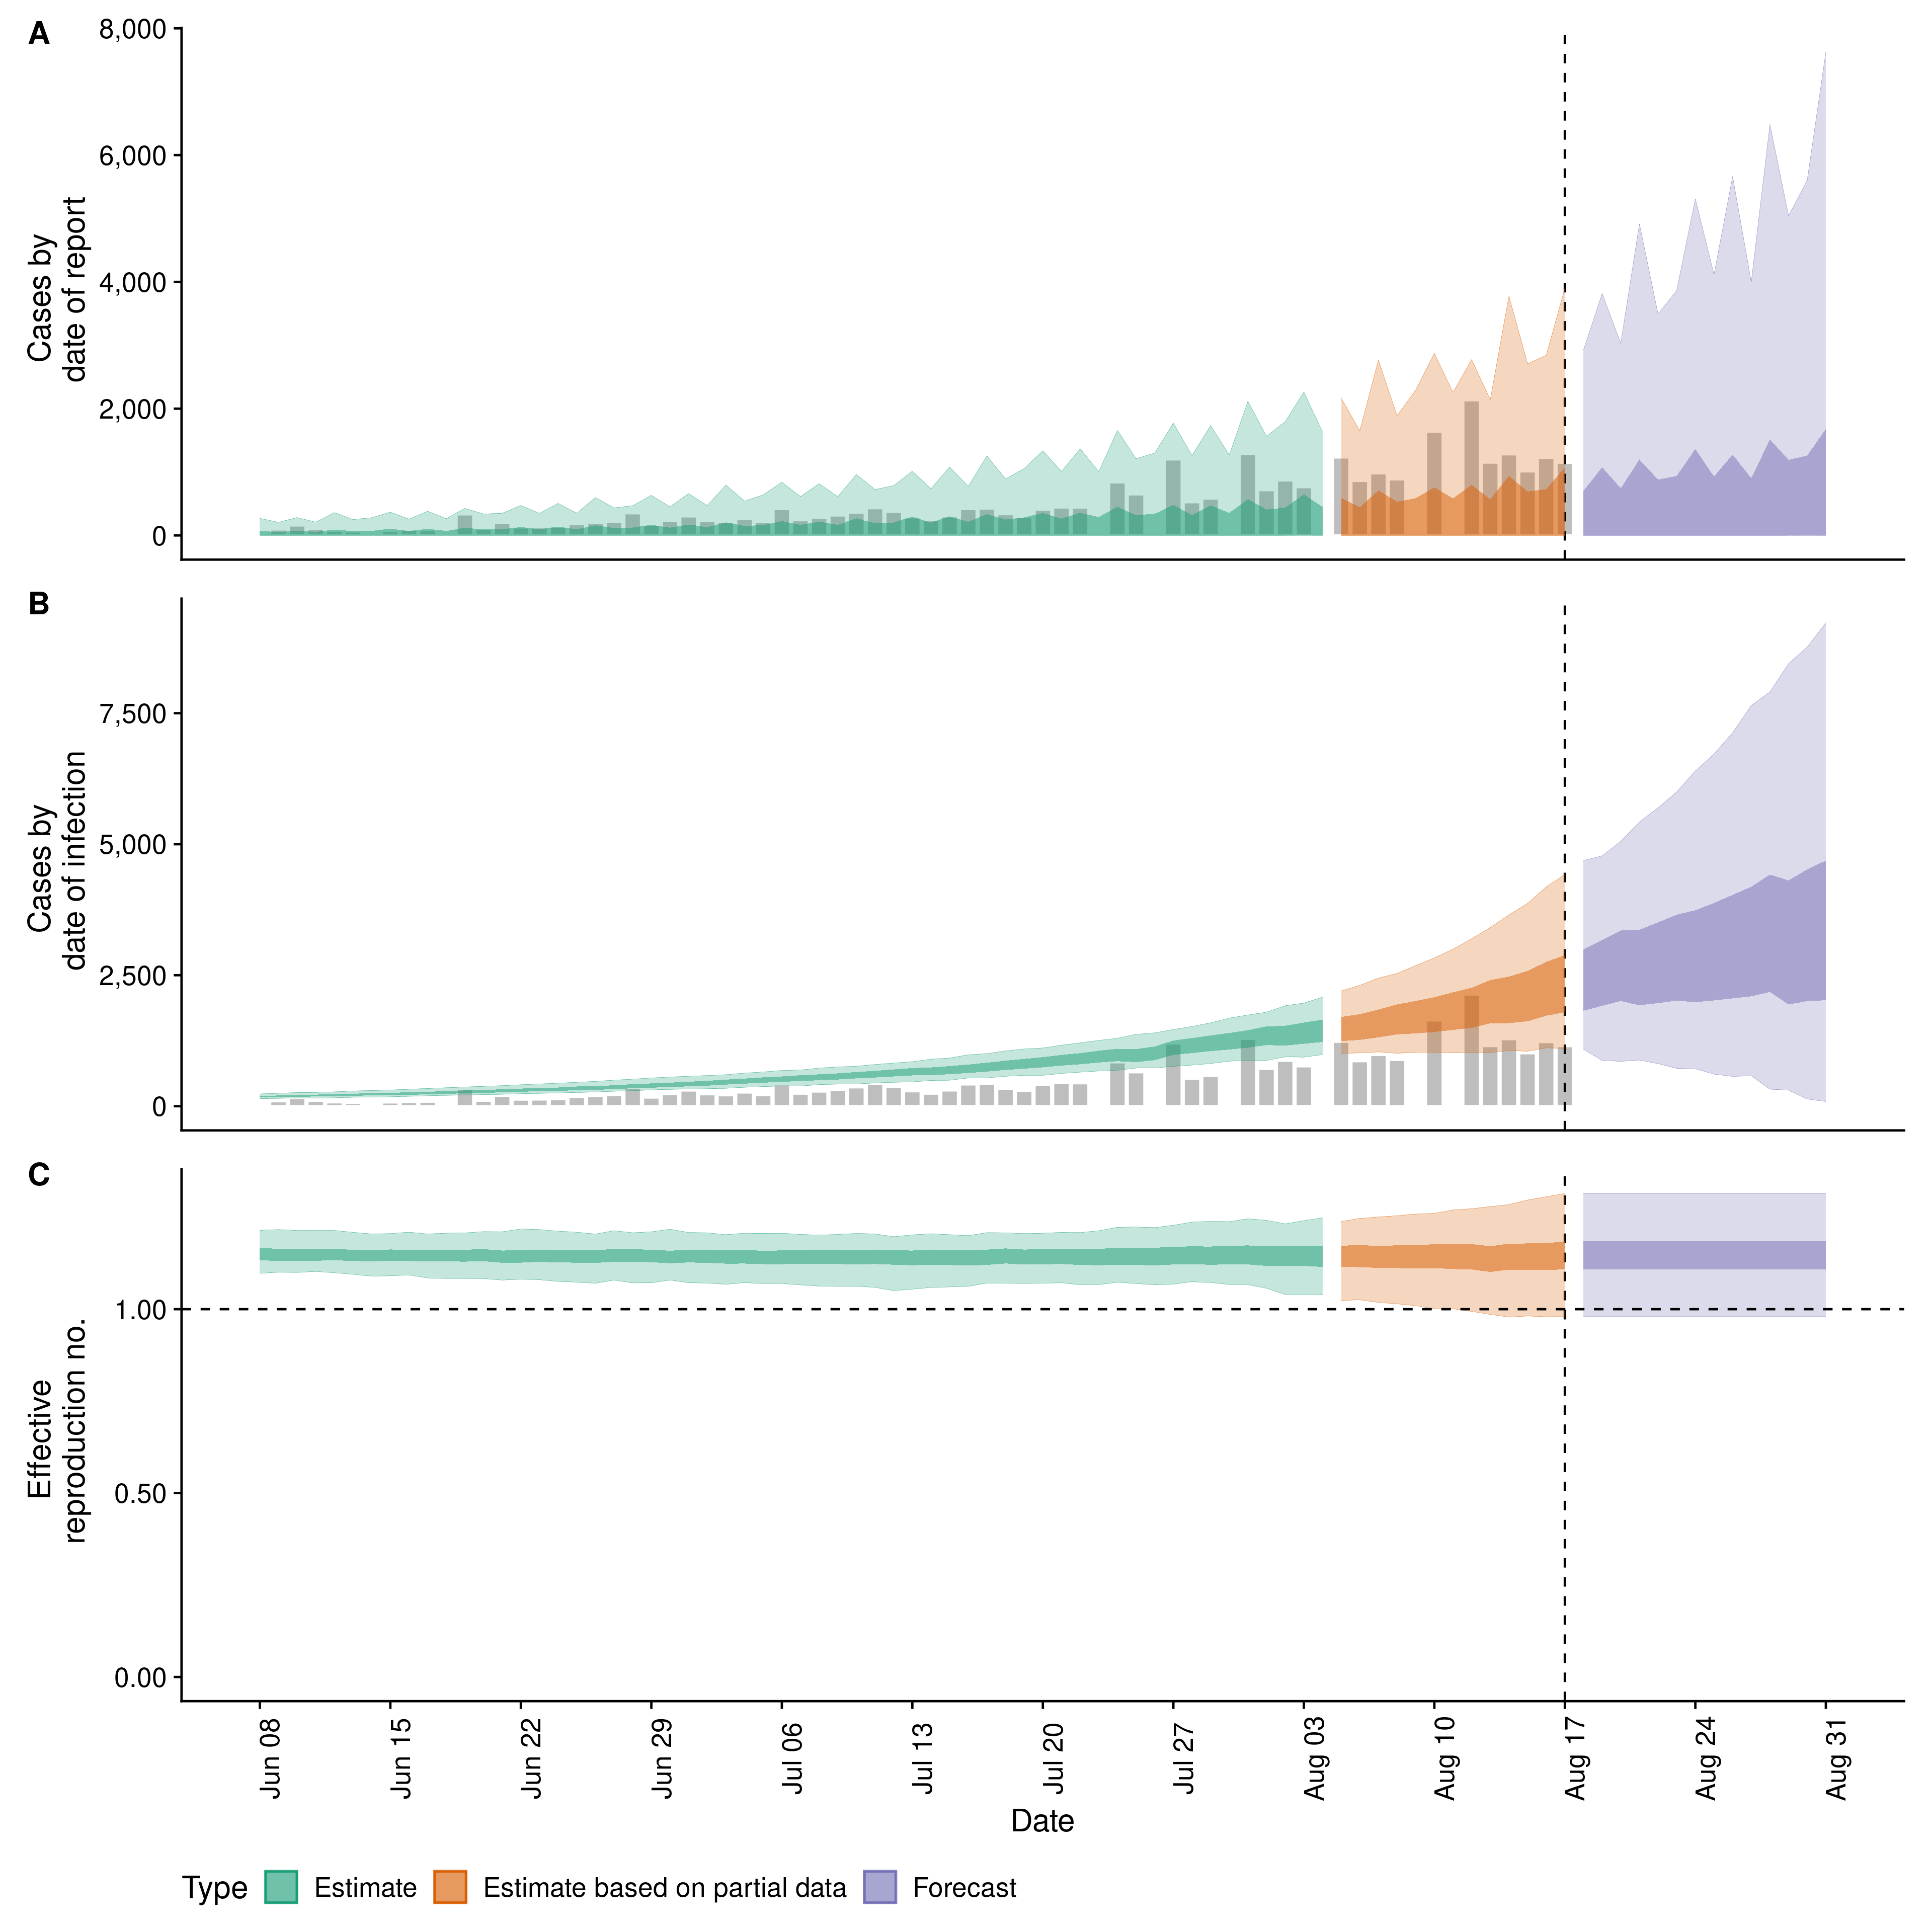 A
Cases by
date of report
8,000
6,000
4,000
2,000
0
B
Cases by
date of infection
7,500
5,000
2,500
0
C
Effective
reproduction no.
1.00
0.50
0.00
Jun 08
Jun 15
Jun 22
Jun 29
Jul 06
Jul 13
Jul 20
Jul 27
Aug 03
Aug 10
Aug 17
Aug 24
Aug 31
Date
Type Estimate Estimate based on partial data Forecast